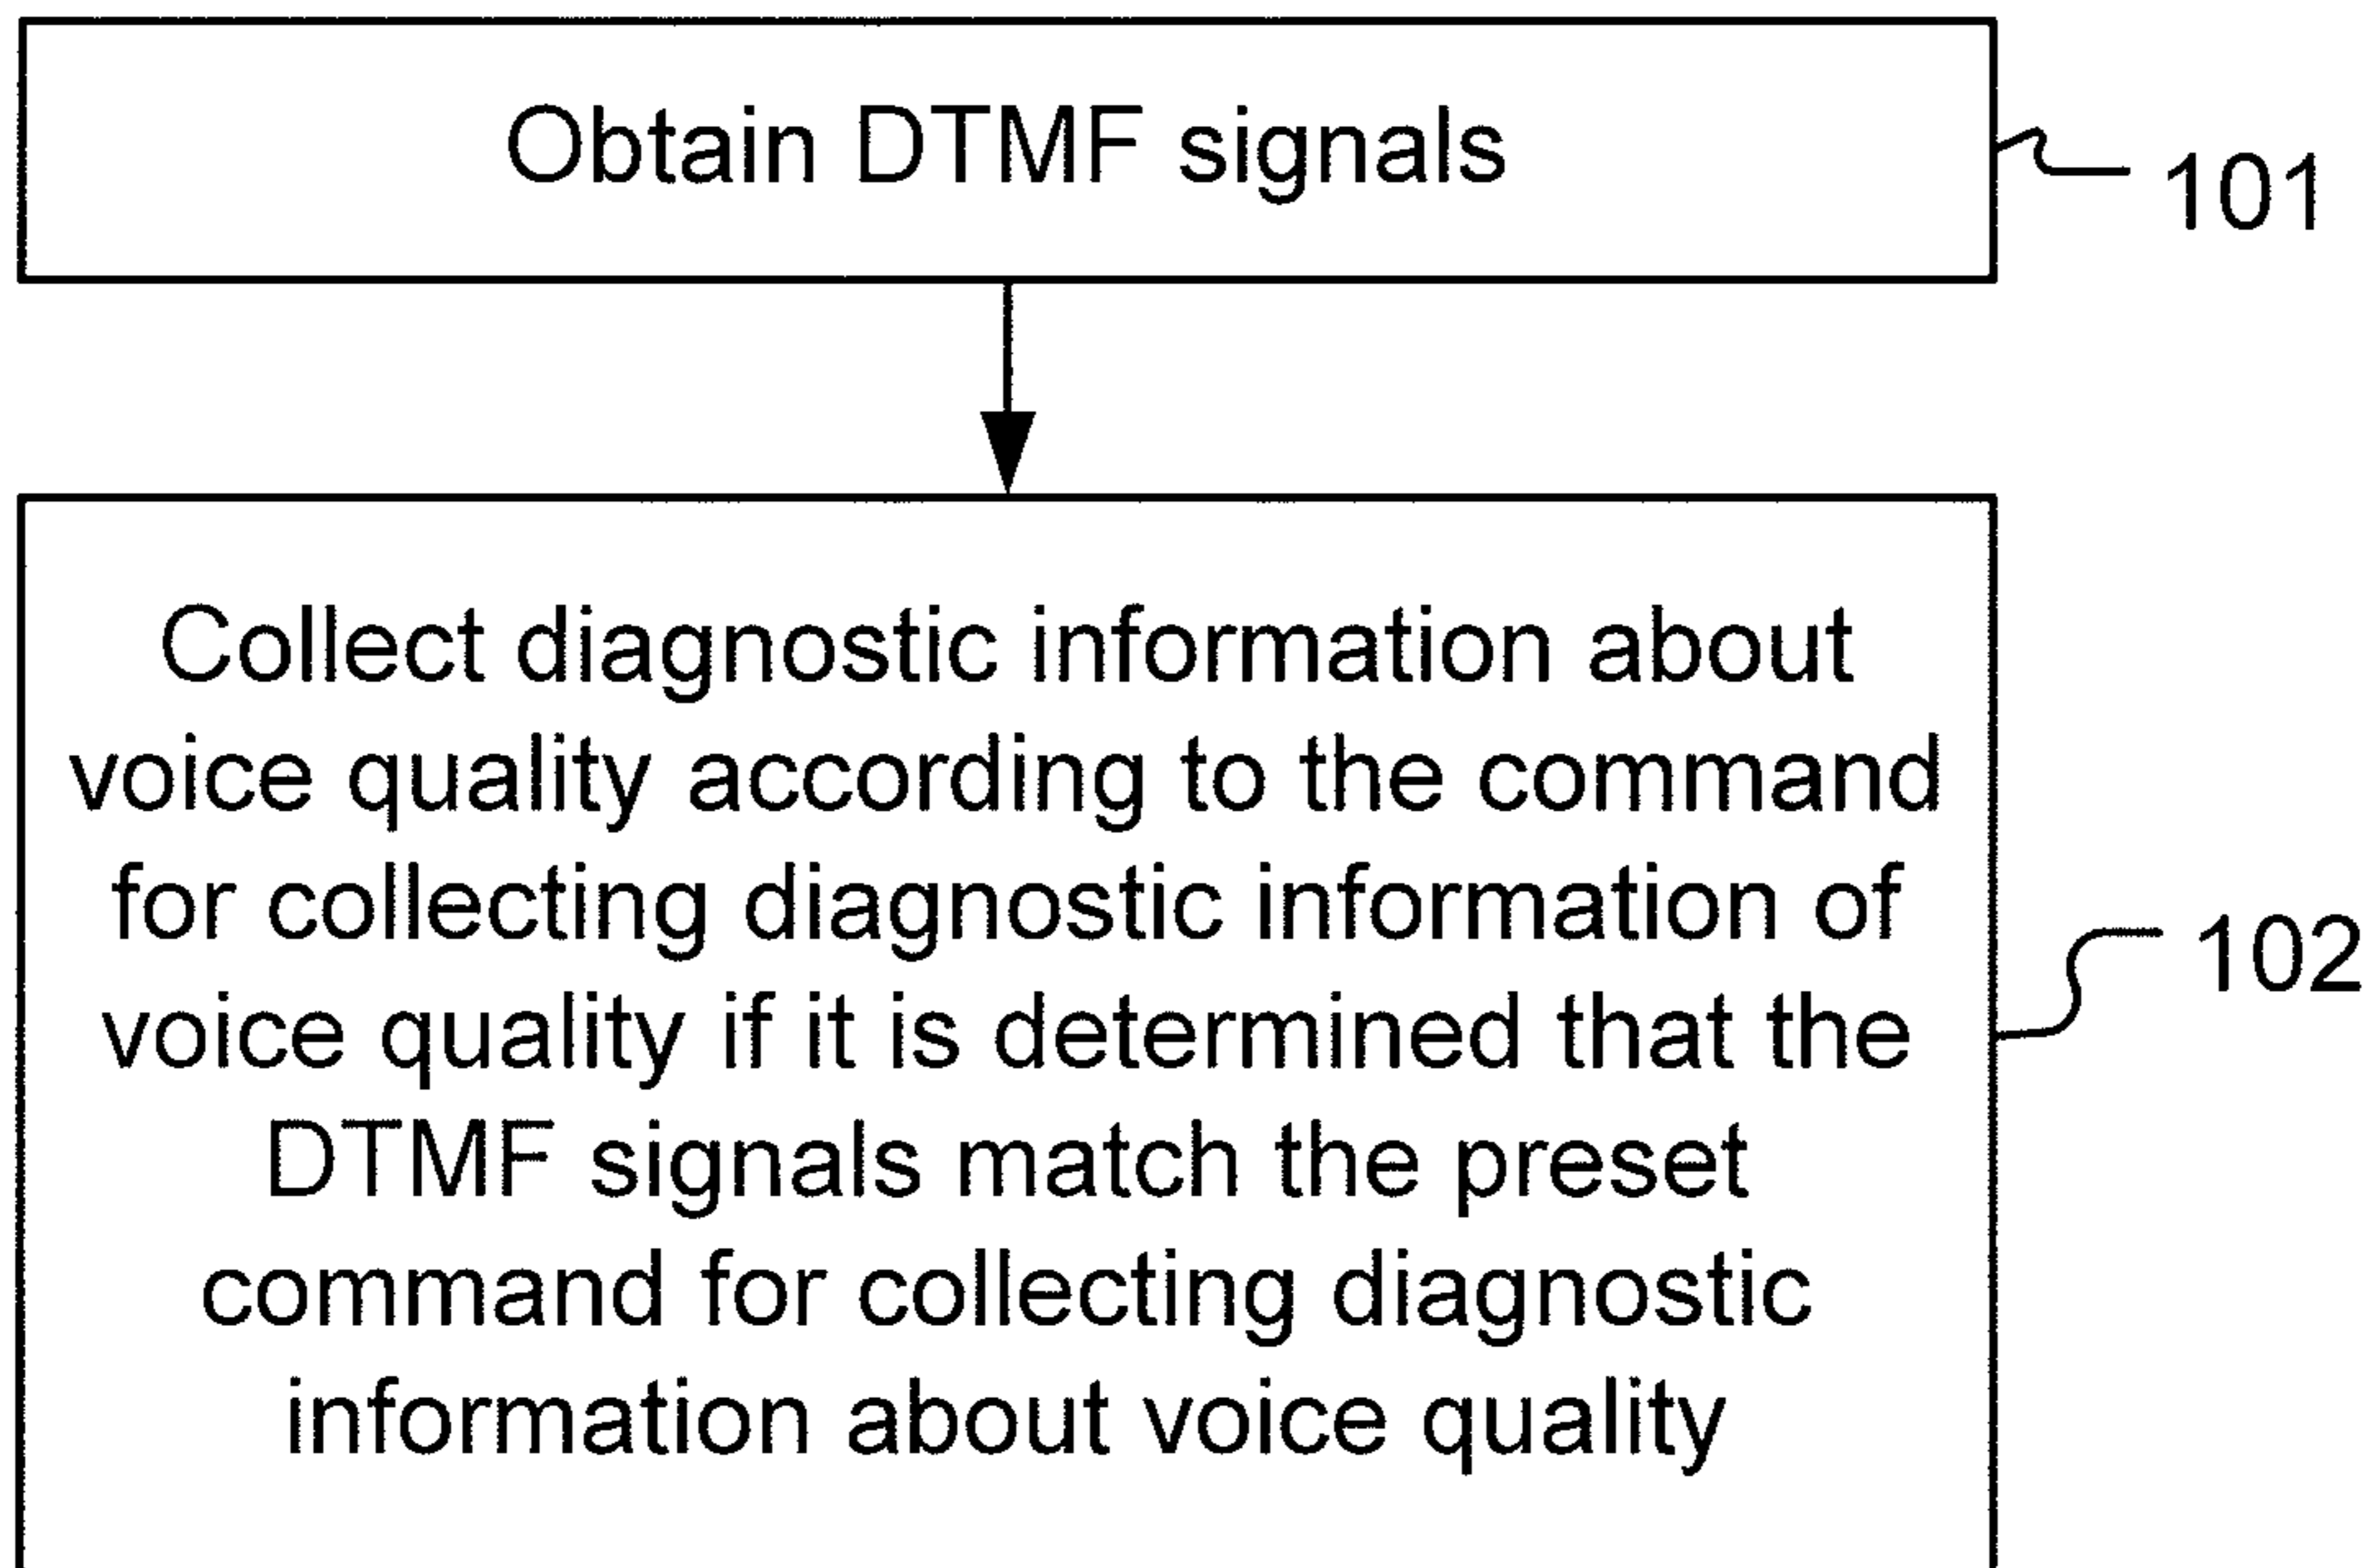 Obtain DTMF signals
101
Collect diagnostic information about
voice quality according to the command
for collecting diagnostic information of
voice quality if it is determined that the
DTMF signals match the preset
command for collecting diagnostic
information about voice quality
102